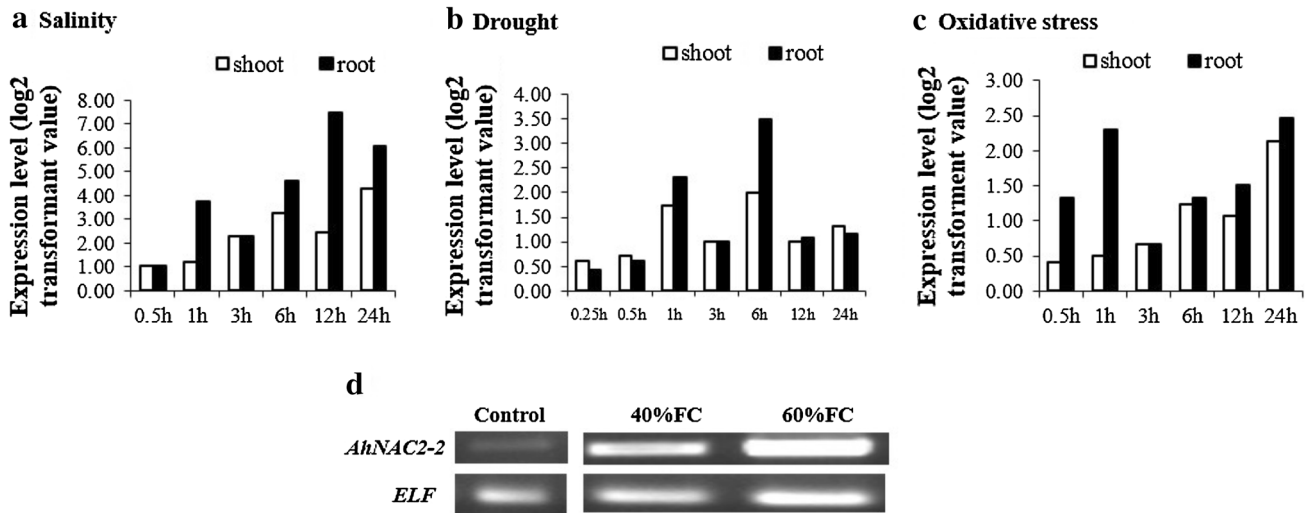 a Salinity
shoot root
Expression level (log2 transformant value)
8.00
7.00
6.00
5.00
4.00
3.00
2.00
1.00
0.00
0.5h 1h 3h 6h 12h 24h
b Drought
shoot root
Expression level (log2 transformant value)
4.00
3.50
3.00
2.50
2.00
1.50
1.00
0.50
0.00
0.25h 0.5h 1h 3h 6h 12h 24h
c Oxidative stress
shoot root
Expression level (log2 transforment value)
3.00
2.50
2.00
1.50
1.00
0.50
0.00
0.5h 1h 3h 6h 12h 24h
d
Control 40%FC 60%FC
AhNAC2-2
ELF